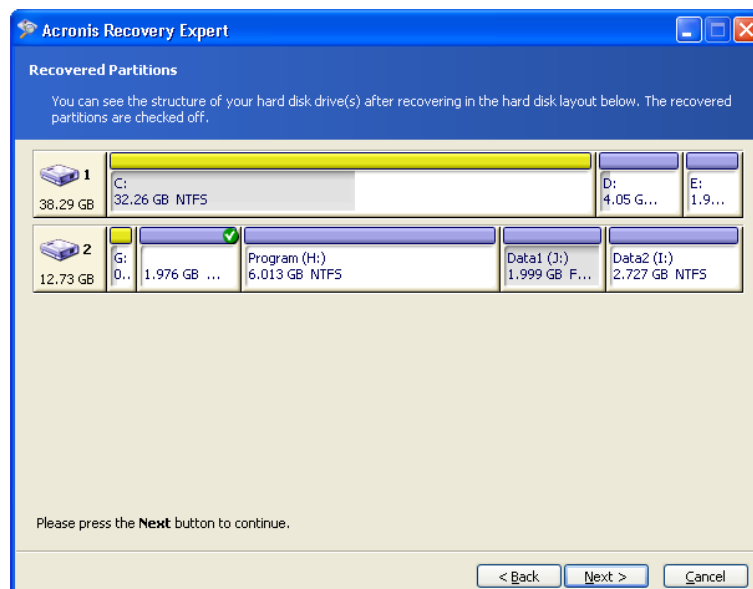 Acronis Recovery Expert
Recovered Partitions
You can see the structure of your hard disk drive(s) after recovering in the hard disk layout below. The recovered
partitions are checked off.
1
38.29 GB
C:
32.26 GB NTFS
D:
4.05 G...
E:
1.9...
2
12.73 GB
G:
0..
1.976 GB ...
Program (H:)
6.013 GB NTFS
Data1 (J:)
1.999 GB F...
Data2 (I:)
2.727 GB NTFS
Please press the Next button to continue.
< Back
Next >
Cancel